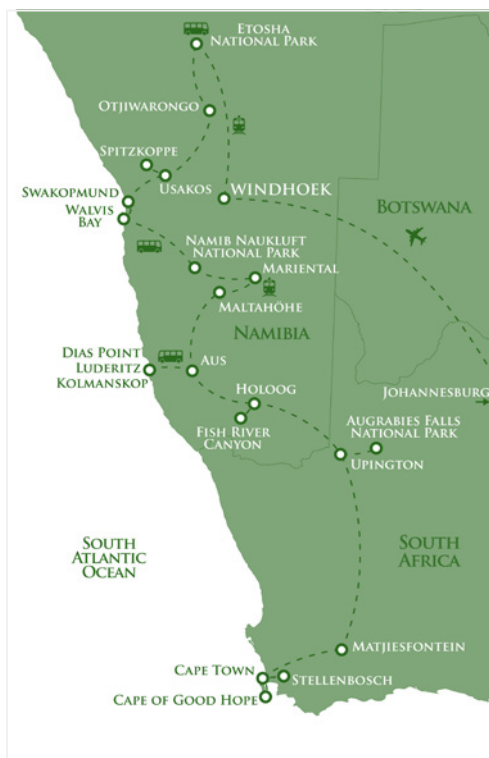 ETOSHA
NATIONAL PARK
OTJIWARONGO
SPITZKOPPE
USAKOS
WINDHOEK
SWAKOPMUND
WALVIS
BAY
BOTSWANA
NAMIB NAUKLUFT
NATIONAL PARK
MARIENTAL
MALTAHÖHE
NAMIBIA
DIAS POINT
LUDERITZ
KOLMANSKOP
AUS
HOLOOG
JOHANNESBURG
FISH RIVER
CANYON
AUGRABIES FALLS
NATIONAL PARK
UPINGTON
SOUTH
ATLANTIC
OCEAN
SOUTH
AFRICA
MATJIESFONTEIN
CAPE TOWN
STELLENBOSCH
CAPE OF GOOD HOPE